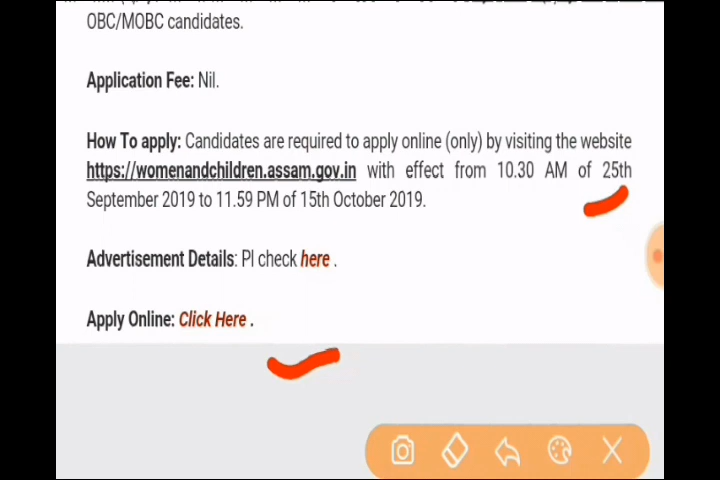 OBC/MOBC candidates.
Application Fee: Nil.
How To apply: Candidates are required to apply online (only) by visiting the website
https://womenandchildren.assam.gov.in with effect from 10.30 AM of 25th
September 2019 to 11.59 PM of 15th October 2019.
Advertisement Details: Pl check here .
Apply Online: Click Here .